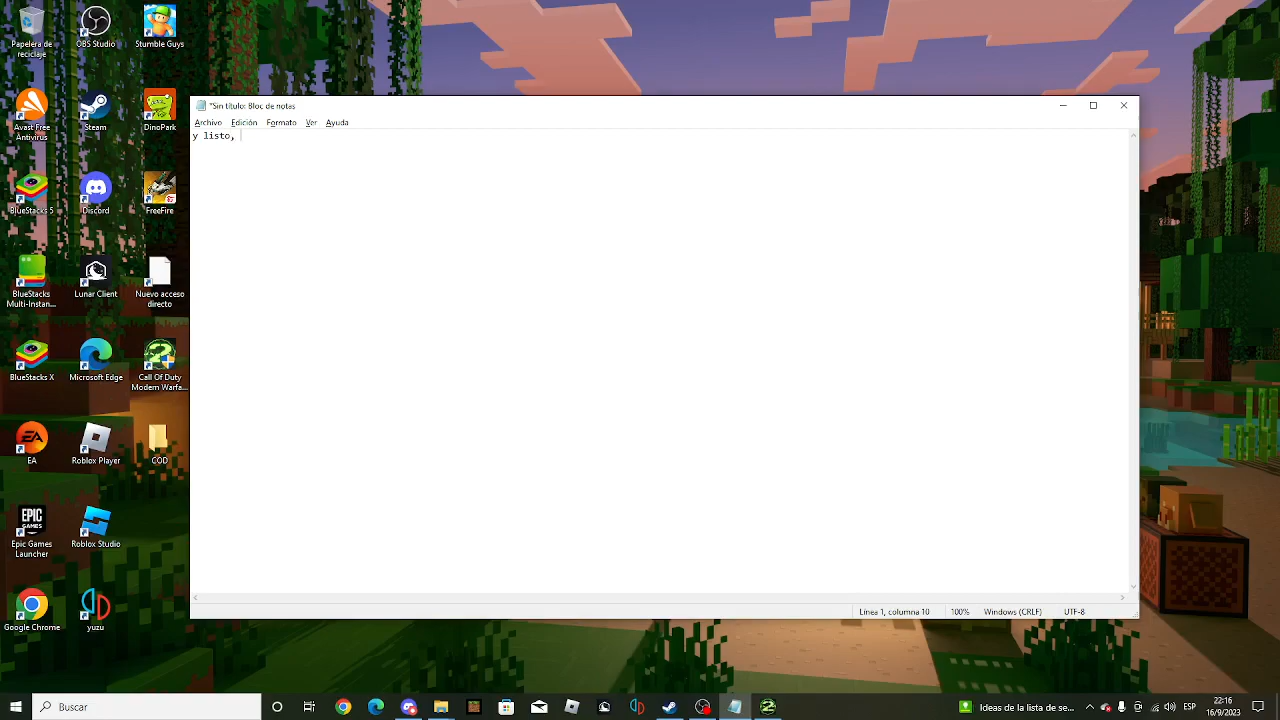 Papelera de
reciclaje
OBS Studio
Stumble Guys
*Sin título: Bloc de notas
Archivo Edición Formato Ver Ayuda
y listo,
Avast Free
Antivirus
Steam
DinoPark
BlueStacks 5
Discord
FreeFire
BlueStacks
Multi-Instan...
Lunar Client
Nuevo acceso
directo
BlueStacks X
Microsoft Edge
Call Of Duty
Modern Warfa...
EA
EA
Roblox Player
COD
EPIC
GAMES
Epic Games
Launcher
Roblox Studio
Google Chrome
yuzu
Línea 1, columna 10 100% Windows (CRLF) UTF-8
Buscar
Ideas de la lista de se...
ESP
22:16
16/9/2023